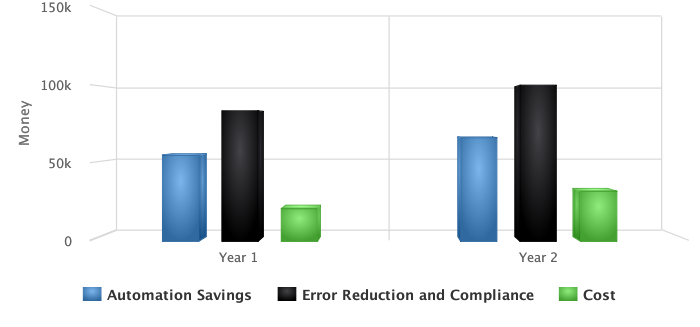 150k
100k
50k
0
Money
Year 1
Year 2
Automation Savings
Error Reduction and Compliance
Cost